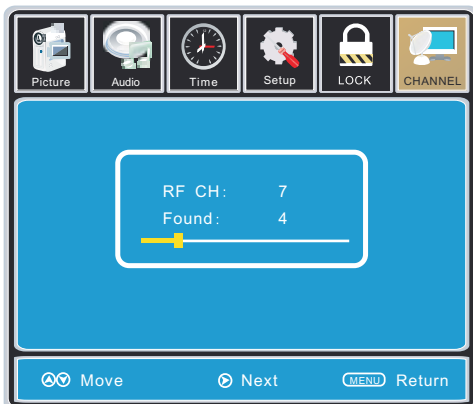 Picture Audio Time Setup LOCK CHANNEL
RF CH: 7
Found: 4
Move Next MENU Return